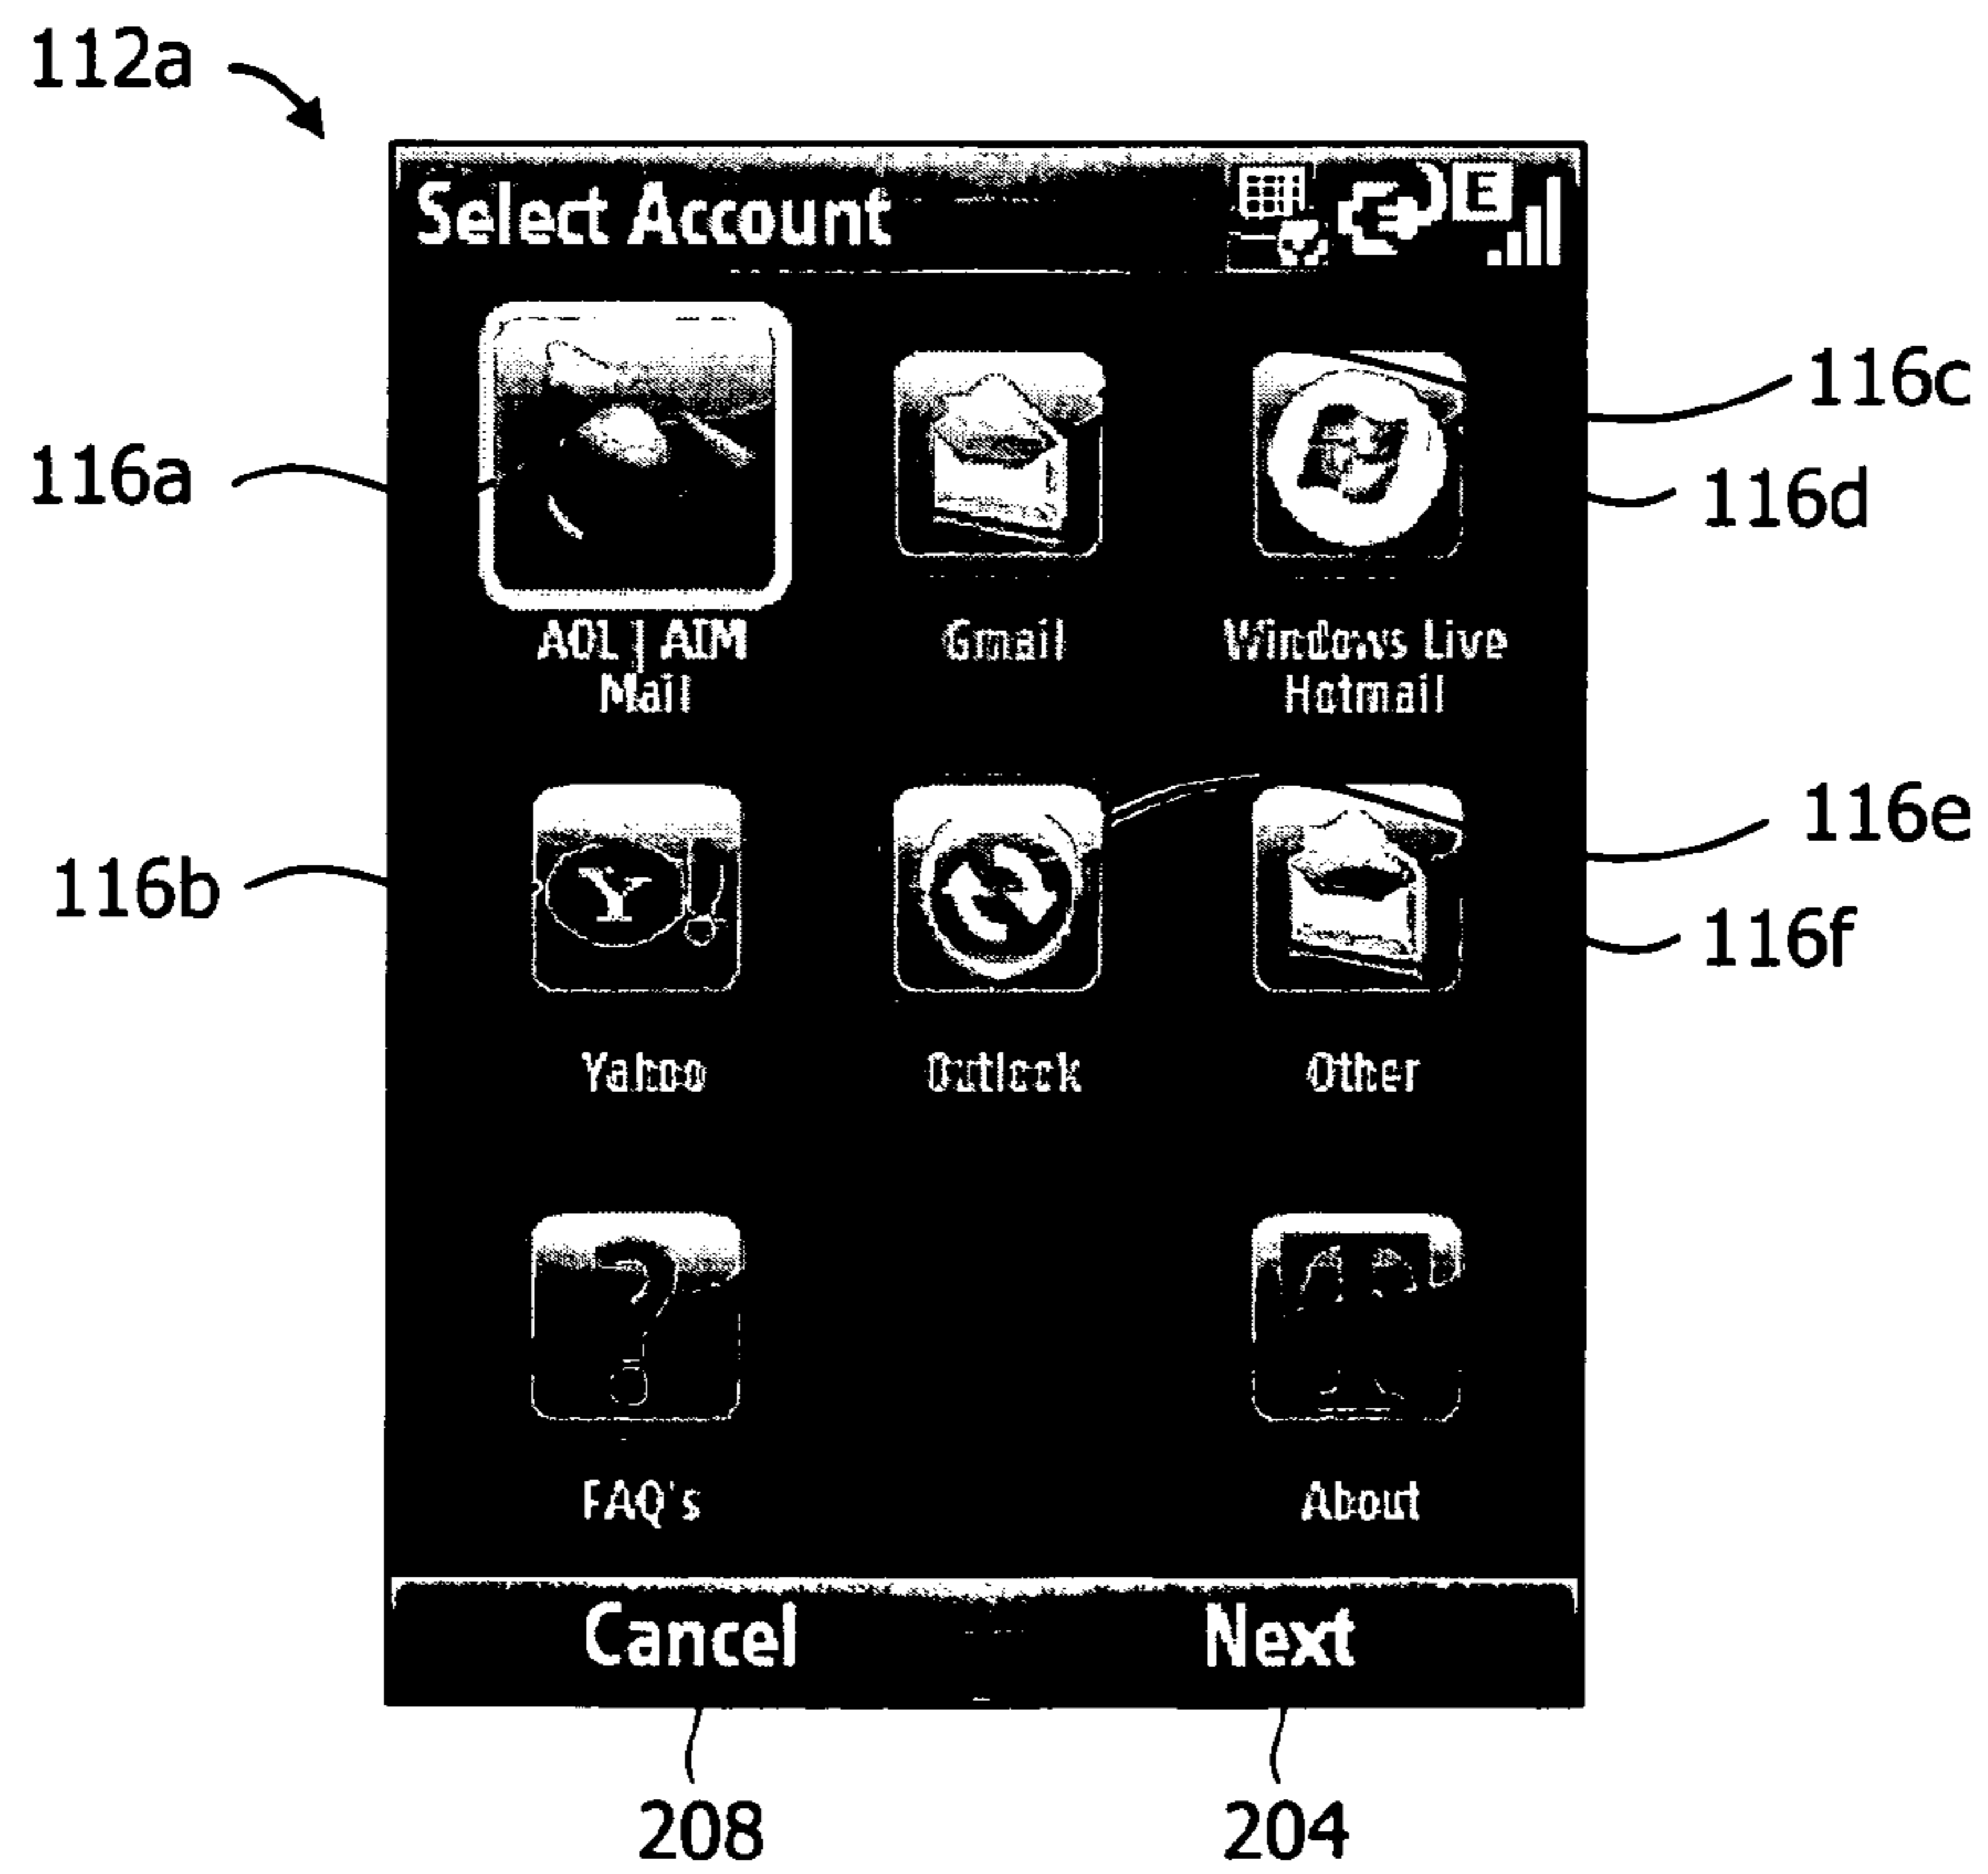 112a
Select Account
E
116c
116a
116d
AOL | AIM
Mail
Gmail
Windows Live
Hotmail
116e
116b
Y!
116f
Yahoo
Outlook
Other
?
FAQ's
About
Cancel
Next
208
204